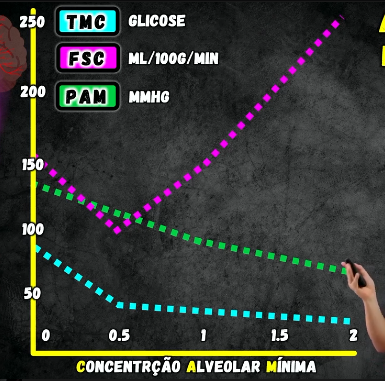 250
TMC GLICOSE
FSC ML/100G/MIN
200
PAM MMHG
150
100
50
0 0.5 1 1.5 2
CONCENTRÇÃO ALVEOLAR MÍNIMA